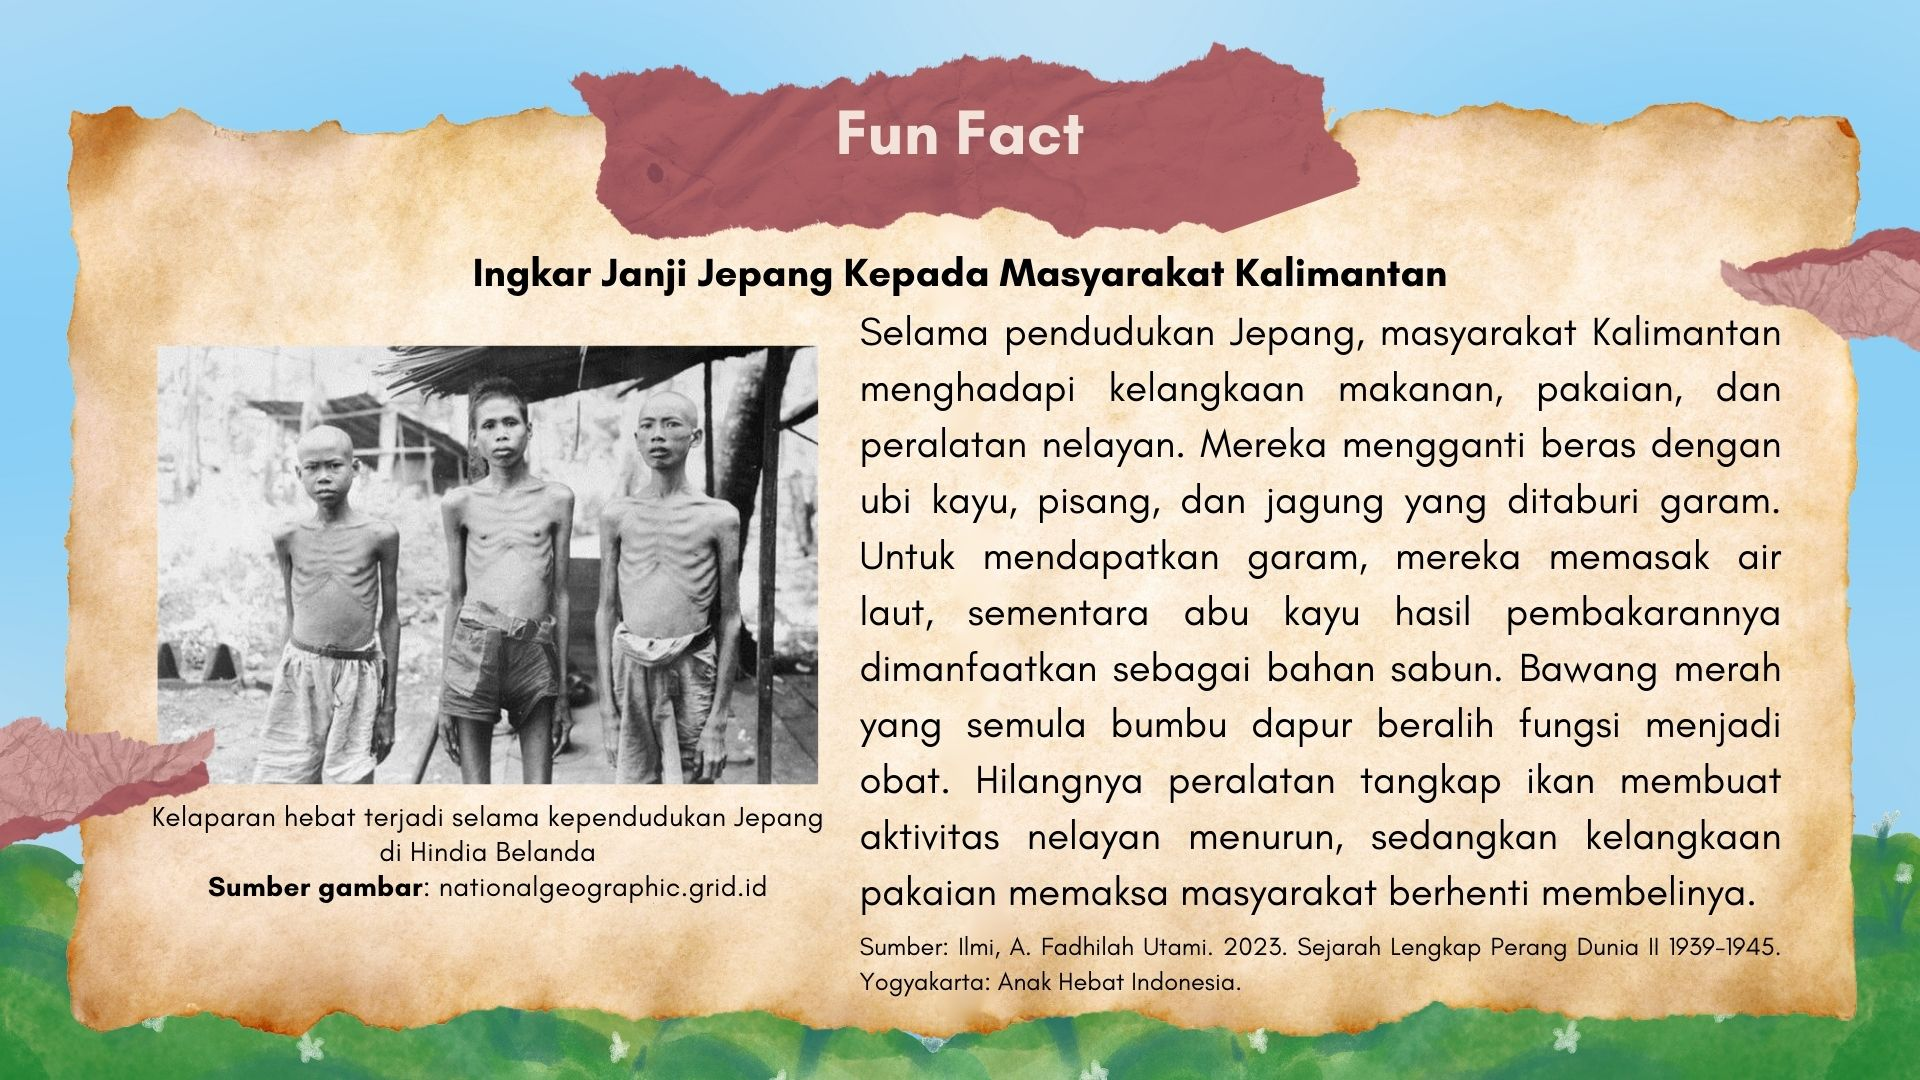 Fun Fact
Ingkar Janji Jepang Kepada Masyarakat Kalimantan
Selama pendudukan Jepang, masyarakat Kalimantan
menghadapi kelangkaan makanan, pakaian, dan
peralatan nelayan. Mereka mengganti beras dengan
ubi kayu, pisang, dan jagung yang ditaburi garam.
Untuk mendapatkan garam, mereka memasak air
laut, sementara abu kayu hasil pembakarannya
dimanfaatkan sebagai bahan sabun. Bawang merah
yang semula bumbu dapur beralih fungsi menjadi
obat. Hilangnya peralatan tangkap ikan membuat
aktivitas nelayan menurun, sedangkan kelangkaan
pakaian memaksa masyarakat berhenti membelinya.
Sumber: Ilmi, A. Fadhilah Utami. 2023. Sejarah Lengkap Perang Dunia II 1939-1945.
Yogyakarta: Anak Hebat Indonesia.
Kelaparan hebat terjadi selama kependudukan Jepang
di Hindia Belanda
Sumber gambar: nationalgeographic.grid.id